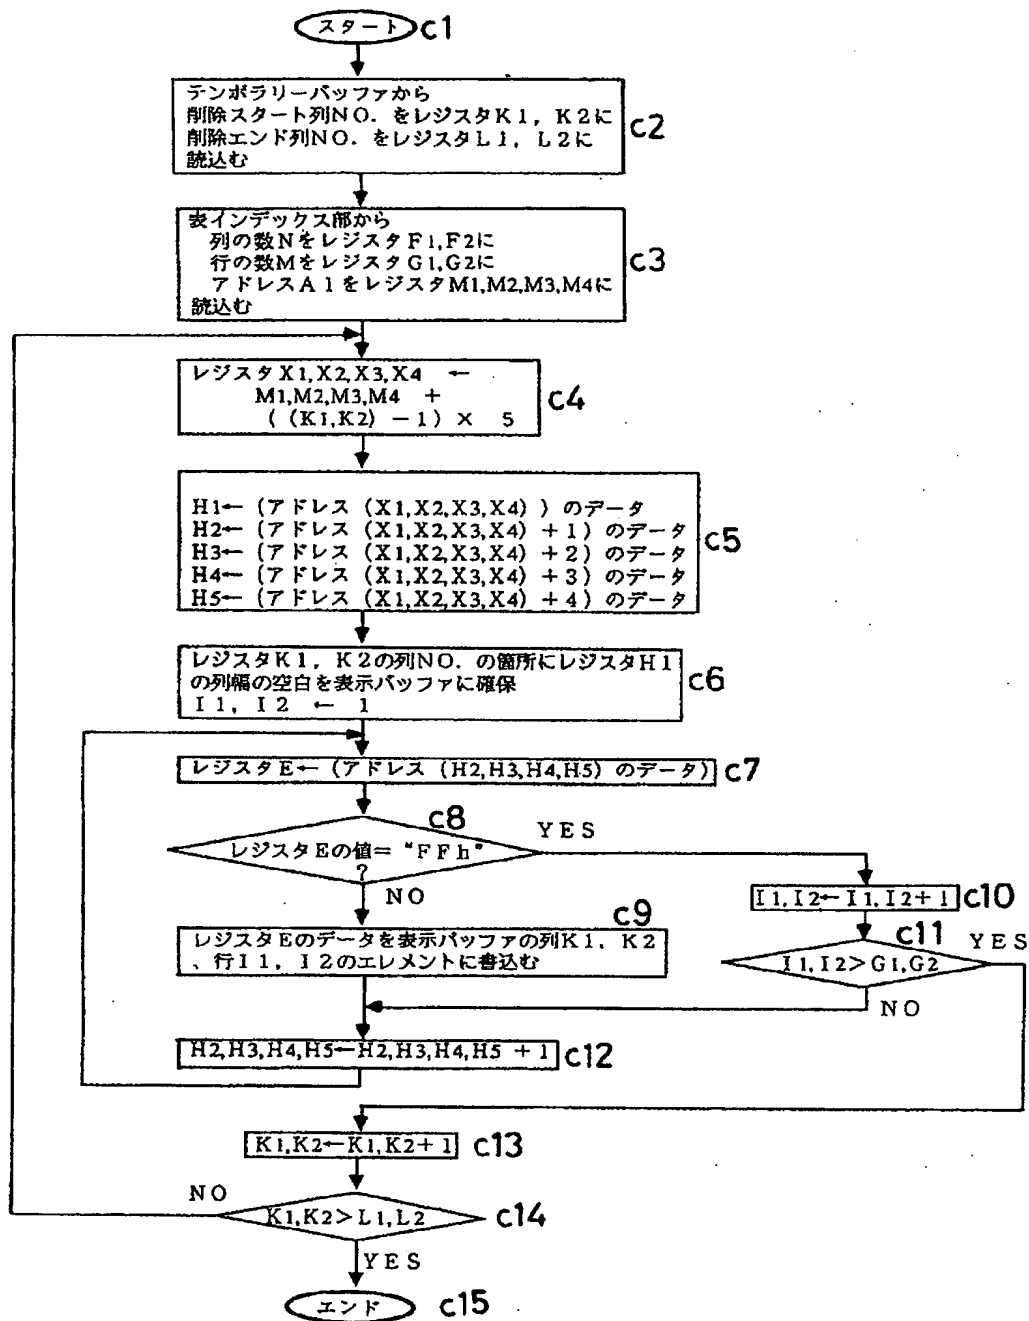 スタート c1
テンポラリーバッファから
削除スタート列NO.をレジスタK1,K2に
削除エンド列NO.をレジスタL1,L2に
読込む
c2
表インデックス部から
列の数NをレジスタF1,F2に
行の数MをレジスタG1,G2に
アドレスA1をレジスタM1,M2,M3,M4に
読込む
c3
レジスタX1,X2,X3,X4 ←
M1,M2,M3,M4 +
((K1,K2)-1)× 5
c4
H1←(アドレス(X1,X2,X3,X4))のデータ
H2←(アドレス(X1,X2,X3,X4)+1)のデータ
H3←(アドレス(X1,X2,X3,X4)+2)のデータ
H4←(アドレス(X1,X2,X3,X4)+3)のデータ
H5←(アドレス(X1,X2,X3,X4)+4)のデータ
c5
レジスタK1,K2の列NO.の箇所にレジスタH1
の列幅の空白を表示バッファに確保
I1,I2 ← 1
c6
レジスタE←(アドレス(H2,H3,H4,H5)のデータ) c7
c8
レジスタEの値="FFh"
?
YES
NO
c9
レジスタEのデータを表示バッファの列K1,K2
、行I1,I2のエレメントに書込む
I1,I2←I1,I2+1 c10
c11
I1,I2>G1,G2
YES
NO
H2,H3,H4,H5←H2,H3,H4,H5 +1 c12
K1,K2←K1,K2+1 c13
NO
K1,K2>L1,L2 c14
YES
エンド c15